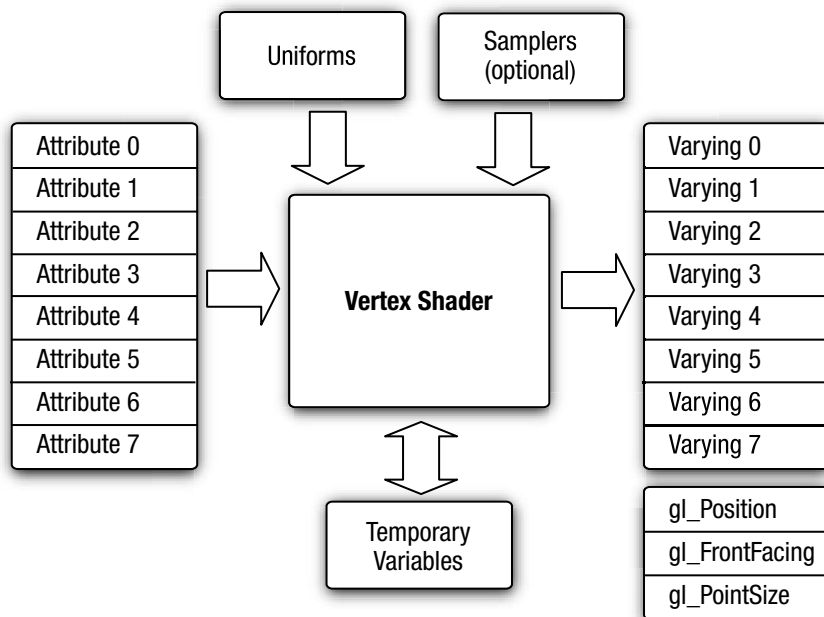 Uniforms
Samplers
(optional)
Attribute 0
Attribute 1
Attribute 2
Attribute 3
Attribute 4
Attribute 5
Attribute 6
Attribute 7
Vertex Shader
Temporary
Variables
Varying 0
Varying 1
Varying 2
Varying 3
Varying 4
Varying 5
Varying 6
Varying 7
gl_Position
gl_FrontFacing
gl_PointSize